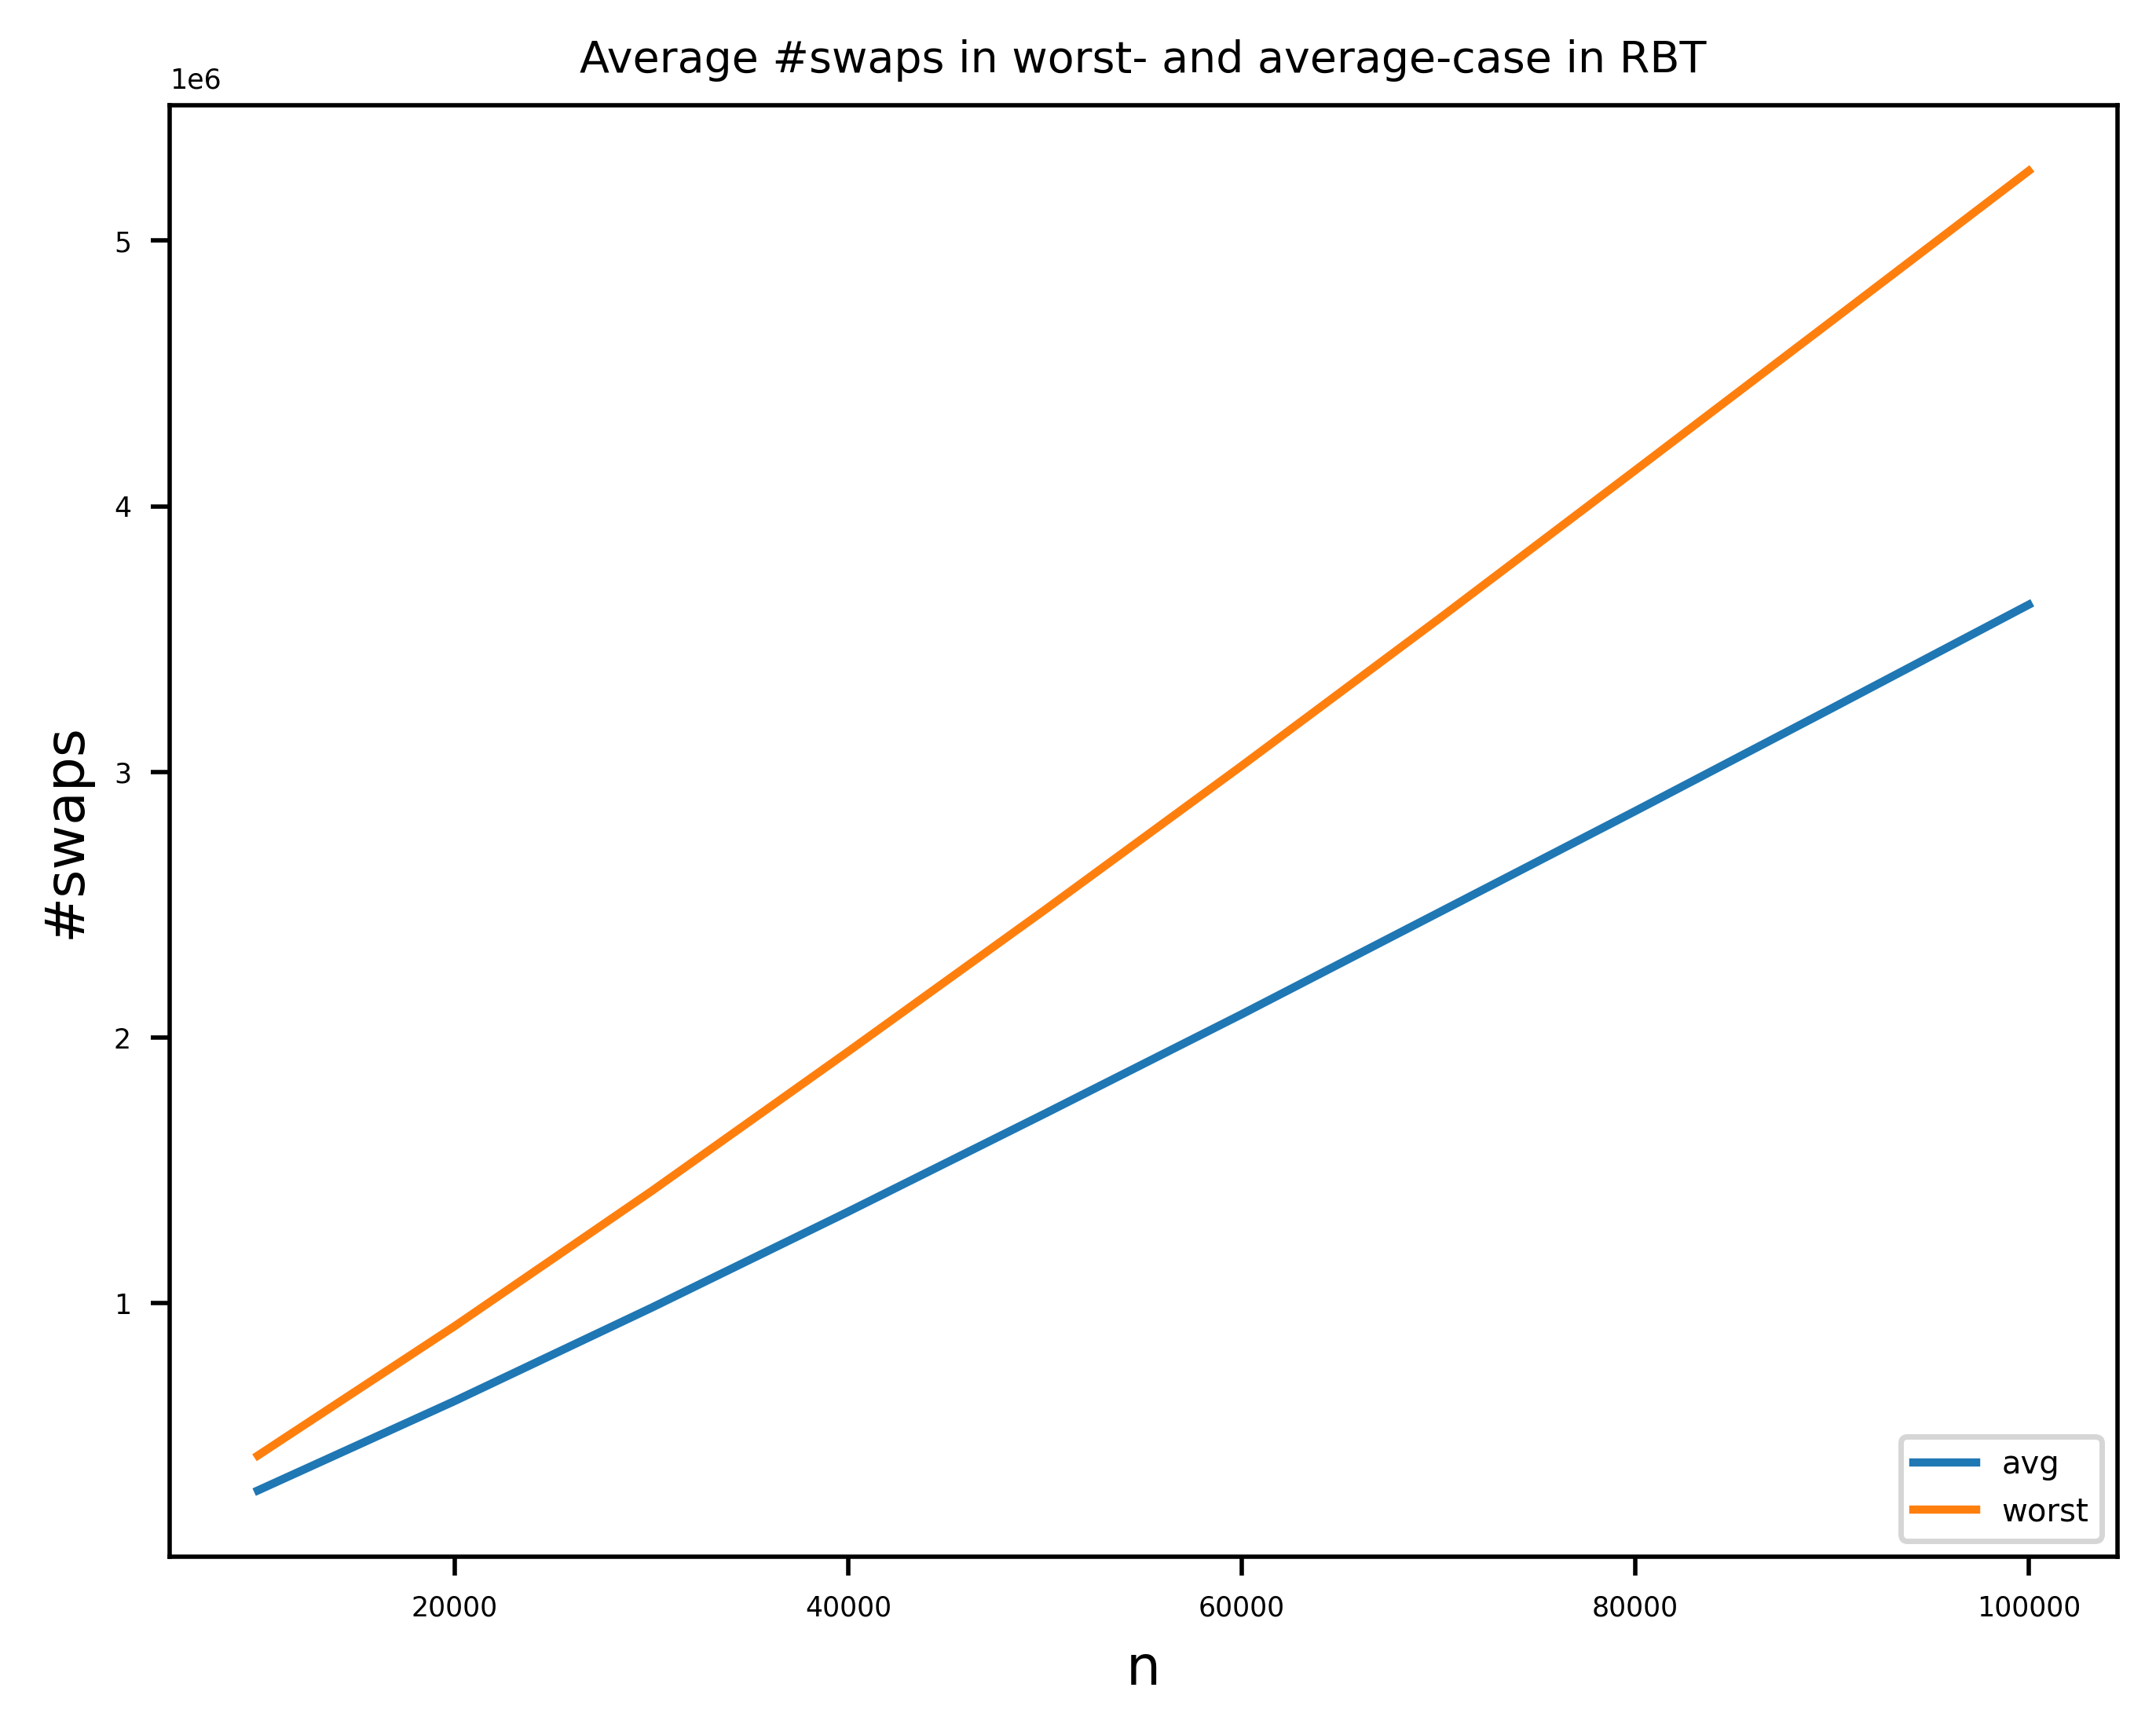 Average #swaps in worst- and average-case in RBT
1e6
5
4
3
2
1
#swaps
20000 40000 60000 80000 100000
n
avg
worst